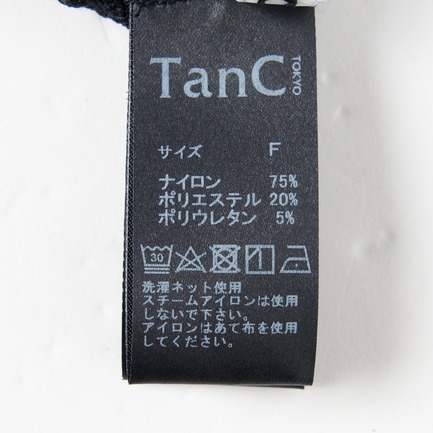 TanC TOKYO
サイズ F
ナイロン 75%
ポリエステル 20%
ポリウレタン 5%
30
洗濯ネット使用
スチームアイロンは使用
しないで下さい。
アイロンはあて布を使用
してください。